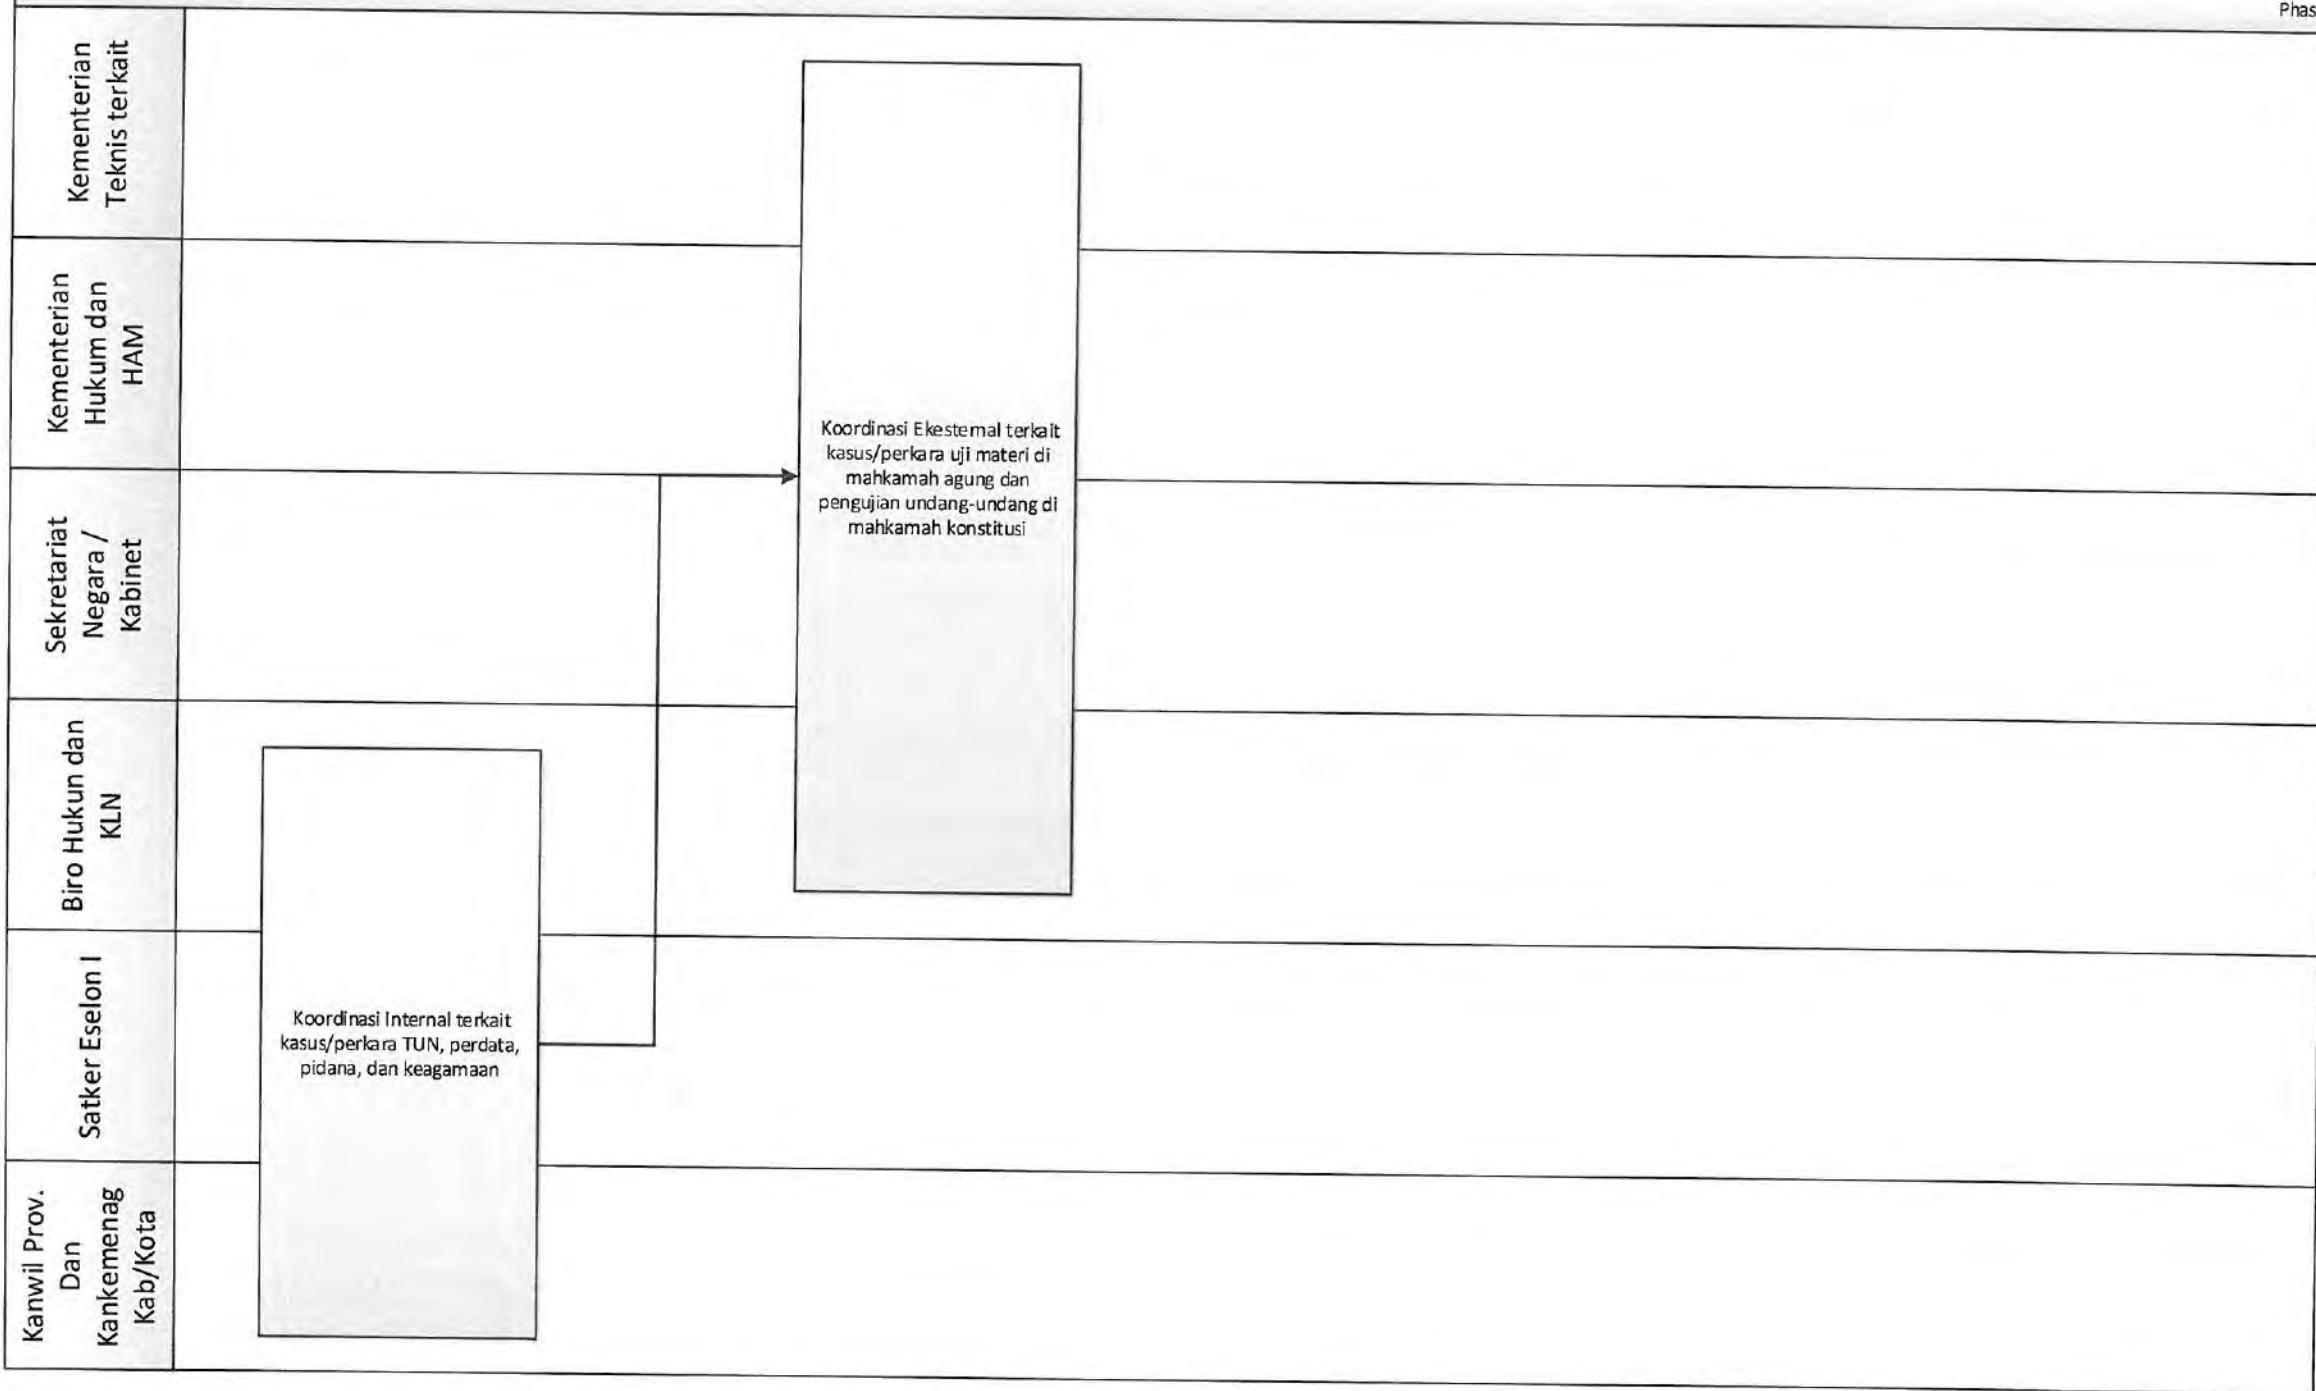 Phas
Kementerian
Teknis terkait
Kementerian
Hukum dan
HAM
Sekretariat
Negara /
Kabinet
Biro Hukun dan
KLN
Satker Eselon I
Kanwil Prov.
Dan
Kankemenag
Kab/Kota
Koordinasi Internal terkait
kasus/perkara TUN, perdata,
pidana, dan keagamaan
Koordinasi Ekestemal terkait
kasus/perkara uji materi di
mahkamah agung dan
pengujian undang-undang di
mahkamah konstitusi